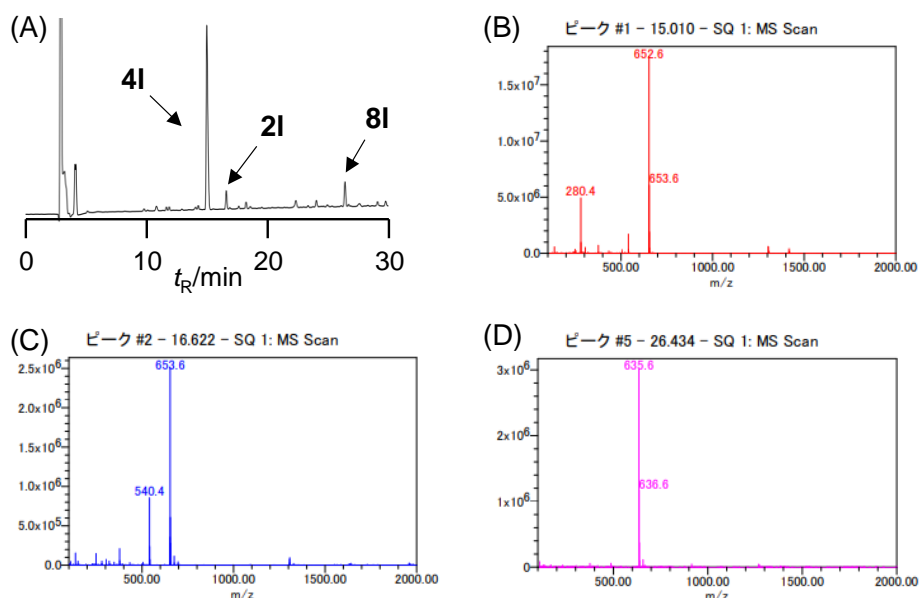 (A)
4l
2l
8l
0
10
20
30
tR/min
(B)
ピーク #1 - 15.010 - SQ 1: MS Scan
652.6
1.5x10^7
1.0x10^7
653.6
5.0x10^6
280.4
0.0
500.00
1000.00
1500.00
2000.00
m/z
(C)
ピーク #2 - 16.622 - SQ 1: MS Scan
653.6
2.5x10^6
2.0x10^6
1.5x10^6
1.0x10^6
540.4
5.0x10^5
0.0
500.00
1000.00
1500.00
2000.00
m/z
(D)
ピーク #5 - 26.434 - SQ 1: MS Scan
635.6
3x10^6
2x10^6
636.6
1x10^6
0
500.00
1000.00
1500.00
2000.00
m/z